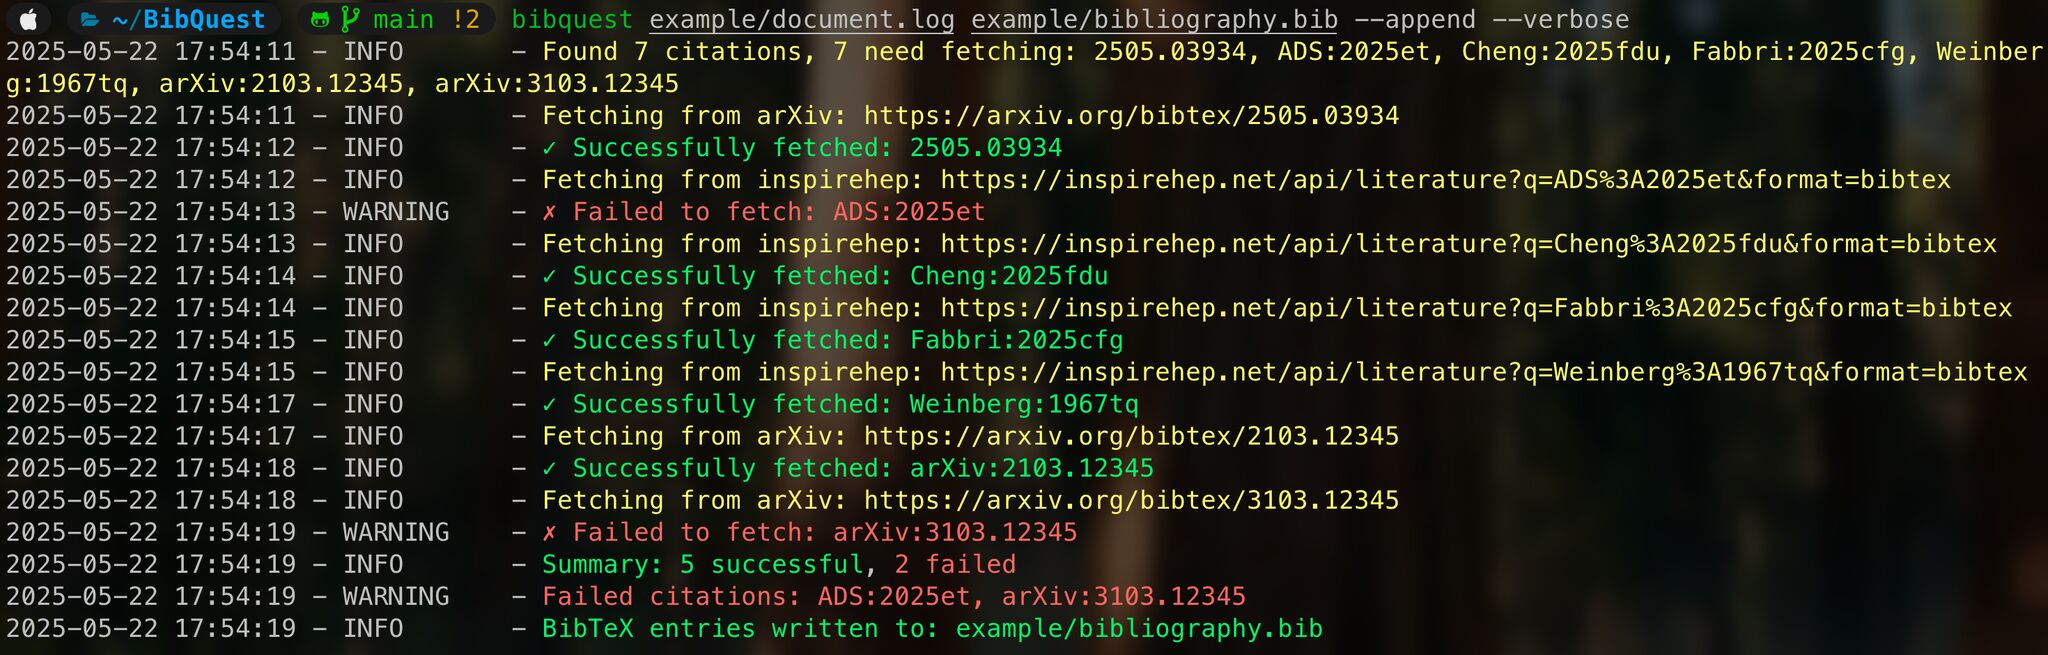 ~/BibQuest main !2 bibquest example/document.log example/bibliography.bib --append --verbose
2025-05-22 17:54:11 - INFO - Found 7 citations, 7 need fetching: 2505.03934, ADS:2025et, Cheng:2025fdu, Fabbri:2025cfg, Weinber
g:1967tq, arXiv:2103.12345, arXiv:3103.12345
2025-05-22 17:54:11 - INFO - Fetching from arXiv: https://arxiv.org/bibtex/2505.03934
2025-05-22 17:54:12 - INFO - ✓ Successfully fetched: 2505.03934
2025-05-22 17:54:12 - INFO - Fetching from inspirehep: https://inspirehep.net/api/literature?q=ADS%3A2025et&format=bibtex
2025-05-22 17:54:13 - WARNING - ✗ Failed to fetch: ADS:2025et
2025-05-22 17:54:13 - INFO - Fetching from inspirehep: https://inspirehep.net/api/literature?q=Cheng%3A2025fdu&format=bibtex
2025-05-22 17:54:14 - INFO - ✓ Successfully fetched: Cheng:2025fdu
2025-05-22 17:54:14 - INFO - Fetching from inspirehep: https://inspirehep.net/api/literature?q=Fabbri%3A2025cfg&format=bibtex
2025-05-22 17:54:15 - INFO - ✓ Successfully fetched: Fabbri:2025cfg
2025-05-22 17:54:15 - INFO - Fetching from inspirehep: https://inspirehep.net/api/literature?q=Weinberg%3A1967tq&format=bibtex
2025-05-22 17:54:17 - INFO - ✓ Successfully fetched: Weinberg:1967tq
2025-05-22 17:54:17 - INFO - Fetching from arXiv: https://arxiv.org/bibtex/2103.12345
2025-05-22 17:54:18 - INFO - ✓ Successfully fetched: arXiv:2103.12345
2025-05-22 17:54:18 - INFO - Fetching from arXiv: https://arxiv.org/bibtex/3103.12345
2025-05-22 17:54:19 - WARNING - ✗ Failed to fetch: arXiv:3103.12345
2025-05-22 17:54:19 - INFO - Summary: 5 successful, 2 failed
2025-05-22 17:54:19 - WARNING - Failed citations: ADS:2025et, arXiv:3103.12345
2025-05-22 17:54:19 - INFO - BibTeX entries written to: example/bibliography.bib